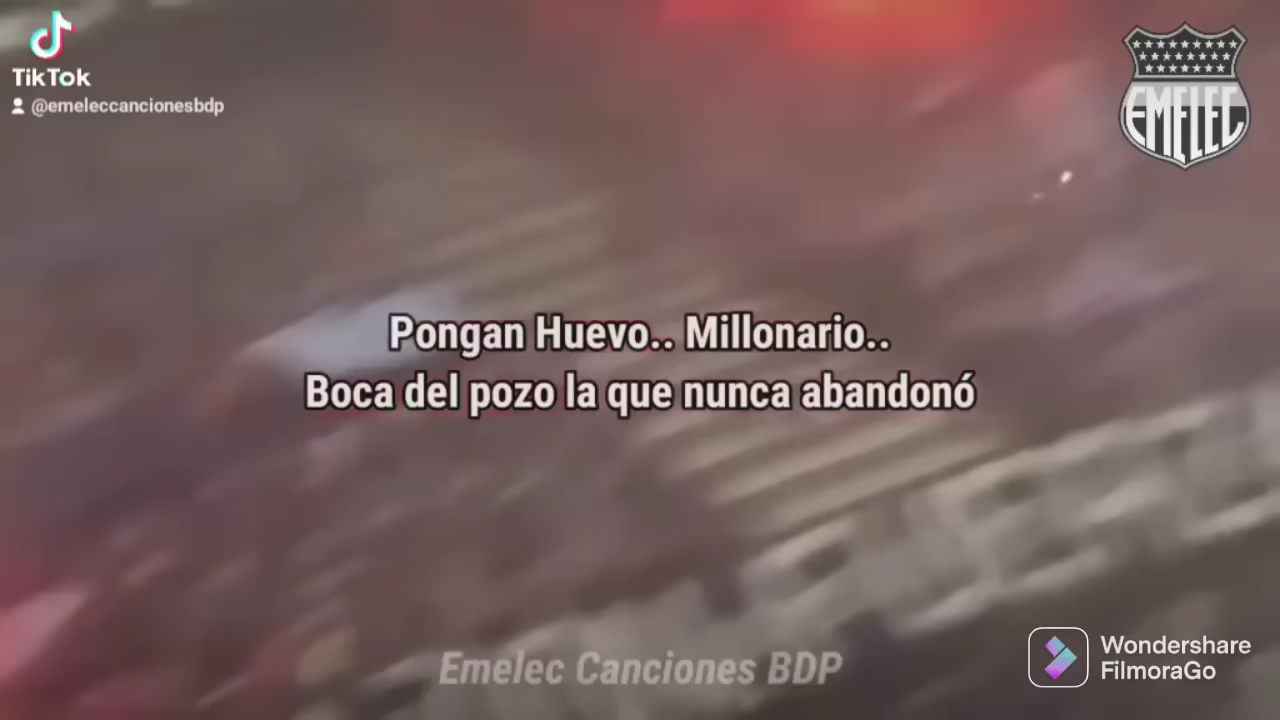 TikTok
@emeleccancionesbdp
EMELEC
Pongan Huevo.. Millonario..
Boca del pozo la que nunca abandonó
Emelec Canciones BDP
Wondershare
FilmoraGo